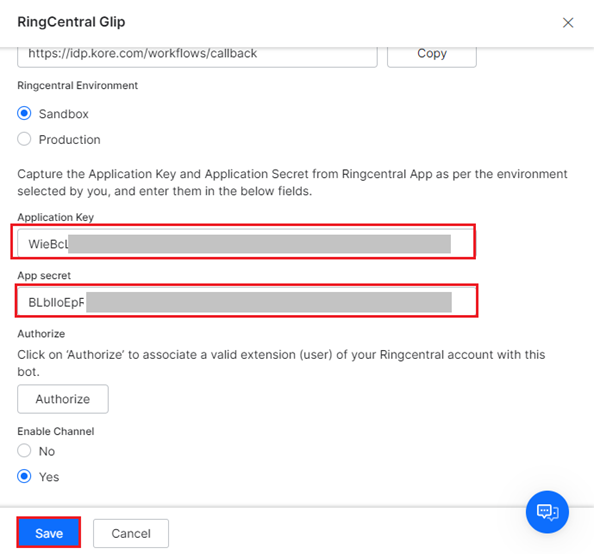 RingCentral Glip
https://idp.kore.com/workflows/callback
Copy
Ringcentral Environment
Sandbox
Production
Capture the Application Key and Application Secret from Ringcentral App as per the environment
selected by you, and enter them in the below fields.
Application Key
WieBcL
App secret
Authorize
Click on ‘Authorize’ to associate a valid extension (user) of your Ringcentral account with this
bot.
Authorize
Enable Channel
No
Yes
Save
Cancel